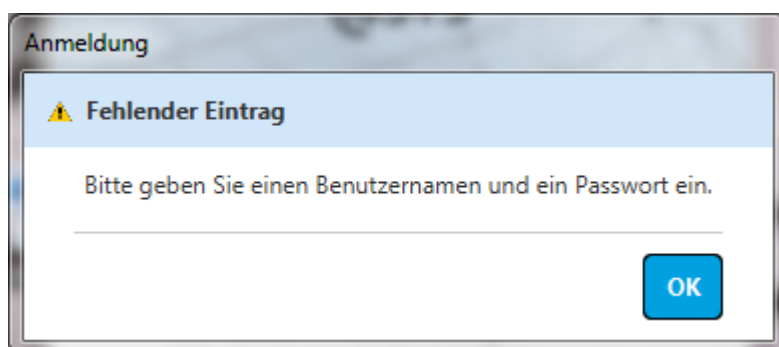 Anmeldung
Fehlender Eintrag
Bitte geben Sie einen Benutzernamen und ein Passwort ein.
OK